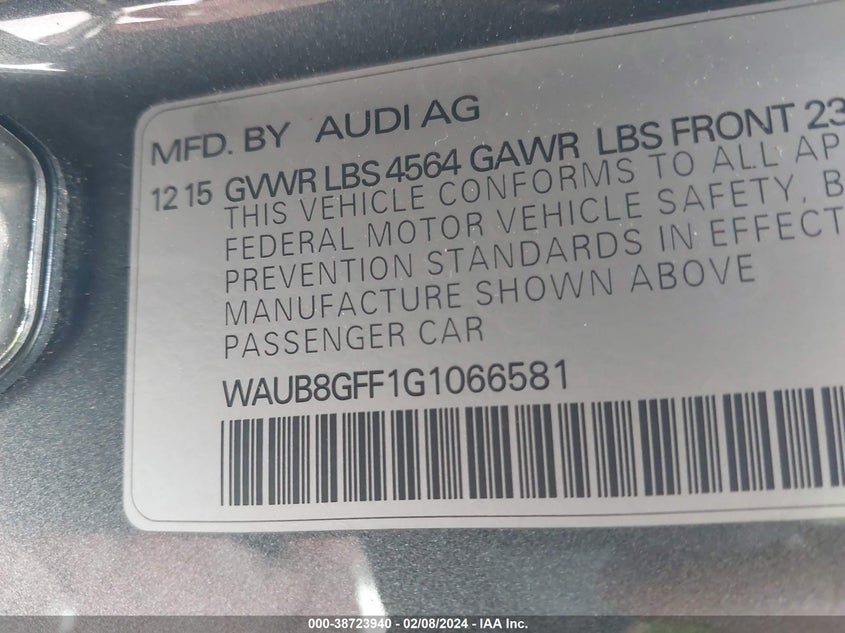 MFD. BY AUDI AG
12 15 GVWR LBS 4564 GAWR LBS FRONT 23
THIS VEHICLE CONFORMS TO ALL AP
FEDERAL MOTOR VEHICLE SAFETY, B
PREVENTION STANDARDS IN EFFECT
MANUFACTURE SHOWN ABOVE
PASSENGER CAR
WAUB8GFF1G1066581
000-38723940 - 02/08/2024 - IAA Inc.